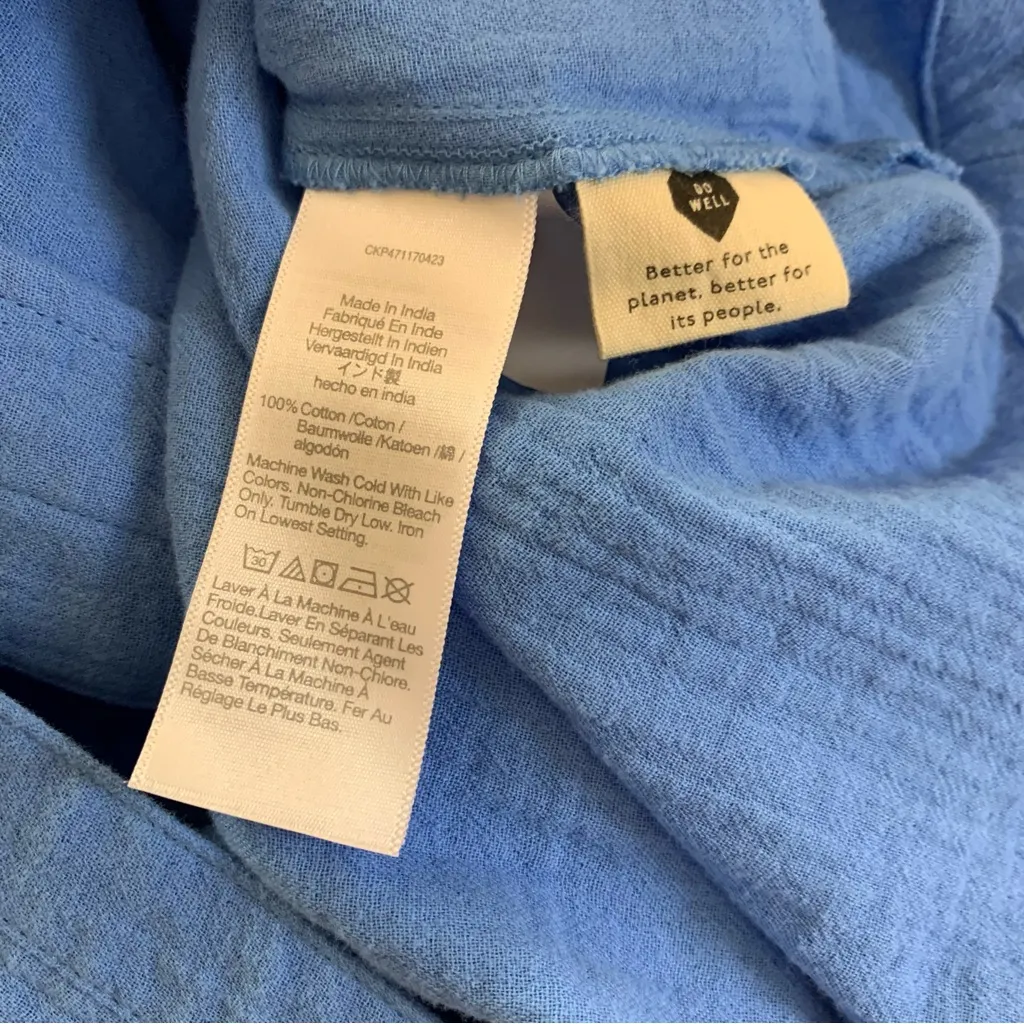 CKP471170423
Made In India
Fabriqué En Inde
Hergestellt In Indien
Vervaardigd In India
インド製
hecho en india
100% Cotton /Coton /
Baumwolle /Katoen /綿 /
algodón
Machine Wash Cold With Like
Colors. Non-Chlorine Bleach
Only. Tumble Dry Low. Iron
On Lowest Setting.
30
Laver À La Machine À L'eau
Froide.Laver En Séparant Les
Couleurs. Seulement Agent
De Blanchiment Non-Chlore.
Sécher À La Machine À
Basse Température. Fer Au
Réglage Le Plus Bas.
DO
WELL
Better for the
planet, better for
its people.